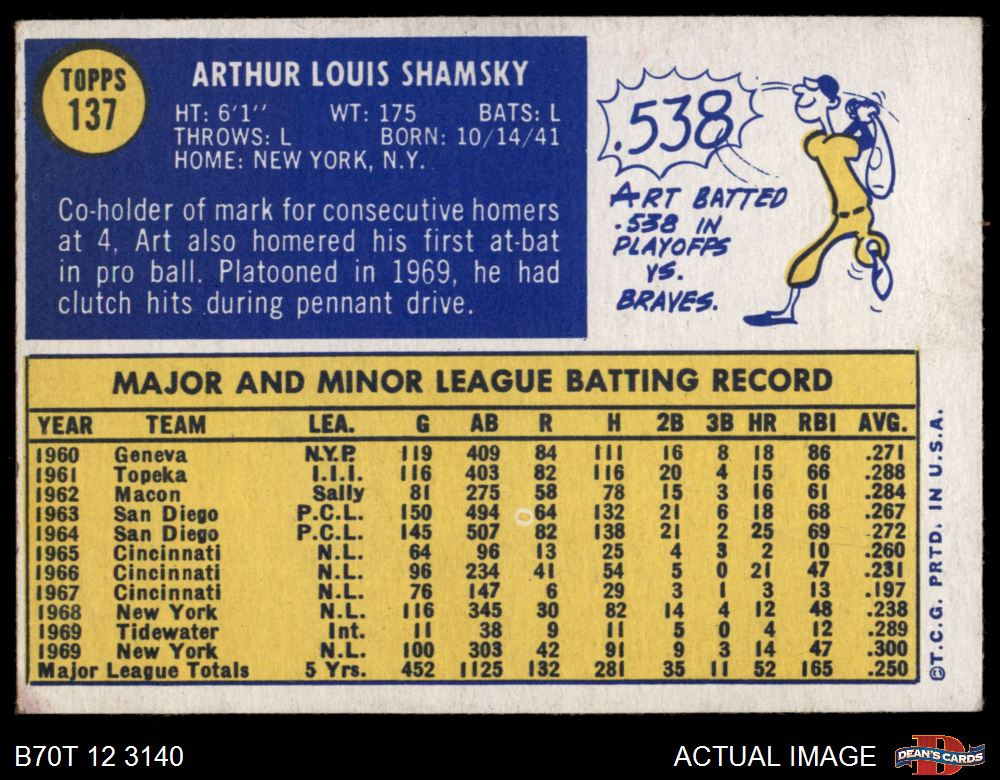 TOPPS
137
ARTHUR LOUIS SHAMSKY
HT: 6'1'' WT: 175 BATS: L
THROWS: L BORN: 10/14/41
HOME: NEW YORK, N.Y.
Co-holder of mark for consecutive homers
at 4, Art also homered his first at-bat
in pro ball. Platooned in 1969, he had
clutch hits during pennant drive.
.538
ART BATTED
.538 IN
PLAYOFFS
VS.
BRAVES.
MAJOR AND MINOR LEAGUE BATTING RECORD
YEAR TEAM LEA. G AB R H 2B 3B HR RBI AVG.
1960 Geneva N.Y.P. 119 409 84 111 16 8 18 86 .271
1961 Topeka I.I.I. 116 403 82 116 20 4 15 66 .288
1962 Macon Sally 81 275 58 78 15 3 16 61 .284
1963 San Diego P.C.L. 150 494 64 132 21 6 18 68 .267
1964 San Diego P.C.L. 145 507 82 138 21 2 25 69 .272
1965 Cincinnati N.L. 64 96 13 25 4 3 2 10 .260
1966 Cincinnati N.L. 96 234 41 54 5 0 21 47 .231
1967 Cincinnati N.L. 76 147 6 29 3 1 3 13 .197
1968 New York N.L. 116 345 30 82 14 4 12 48 .238
1969 Tidewater Int. 11 38 9 11 5 0 4 12 .289
1969 New York N.L. 100 303 42 91 9 3 14 47 .300
Major League Totals 5 Yrs. 452 1125 132 281 35 11 52 165 .250
©T.C.G. PRTD. IN U.S.A.
B70T 12 3140
ACTUAL IMAGE
DEAN'S CARDS